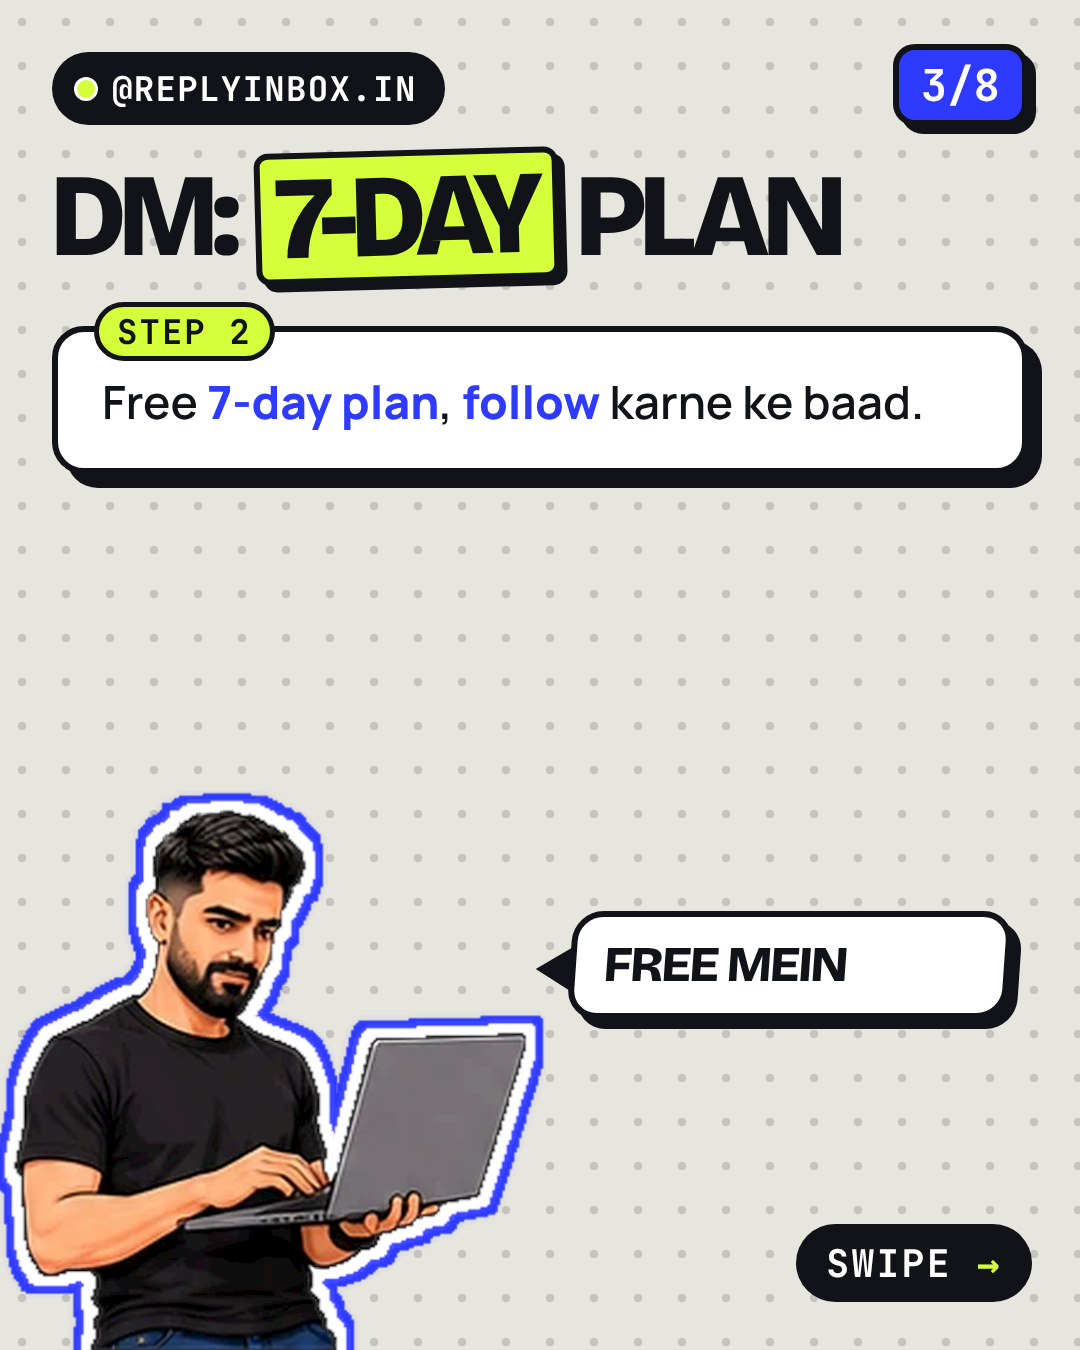 @REPLYINBOX.IN
3/8
DM: 7-DAY PLAN
STEP 2
Free 7-day plan, follow karne ke baad.
FREE MEIN
SWIPE →